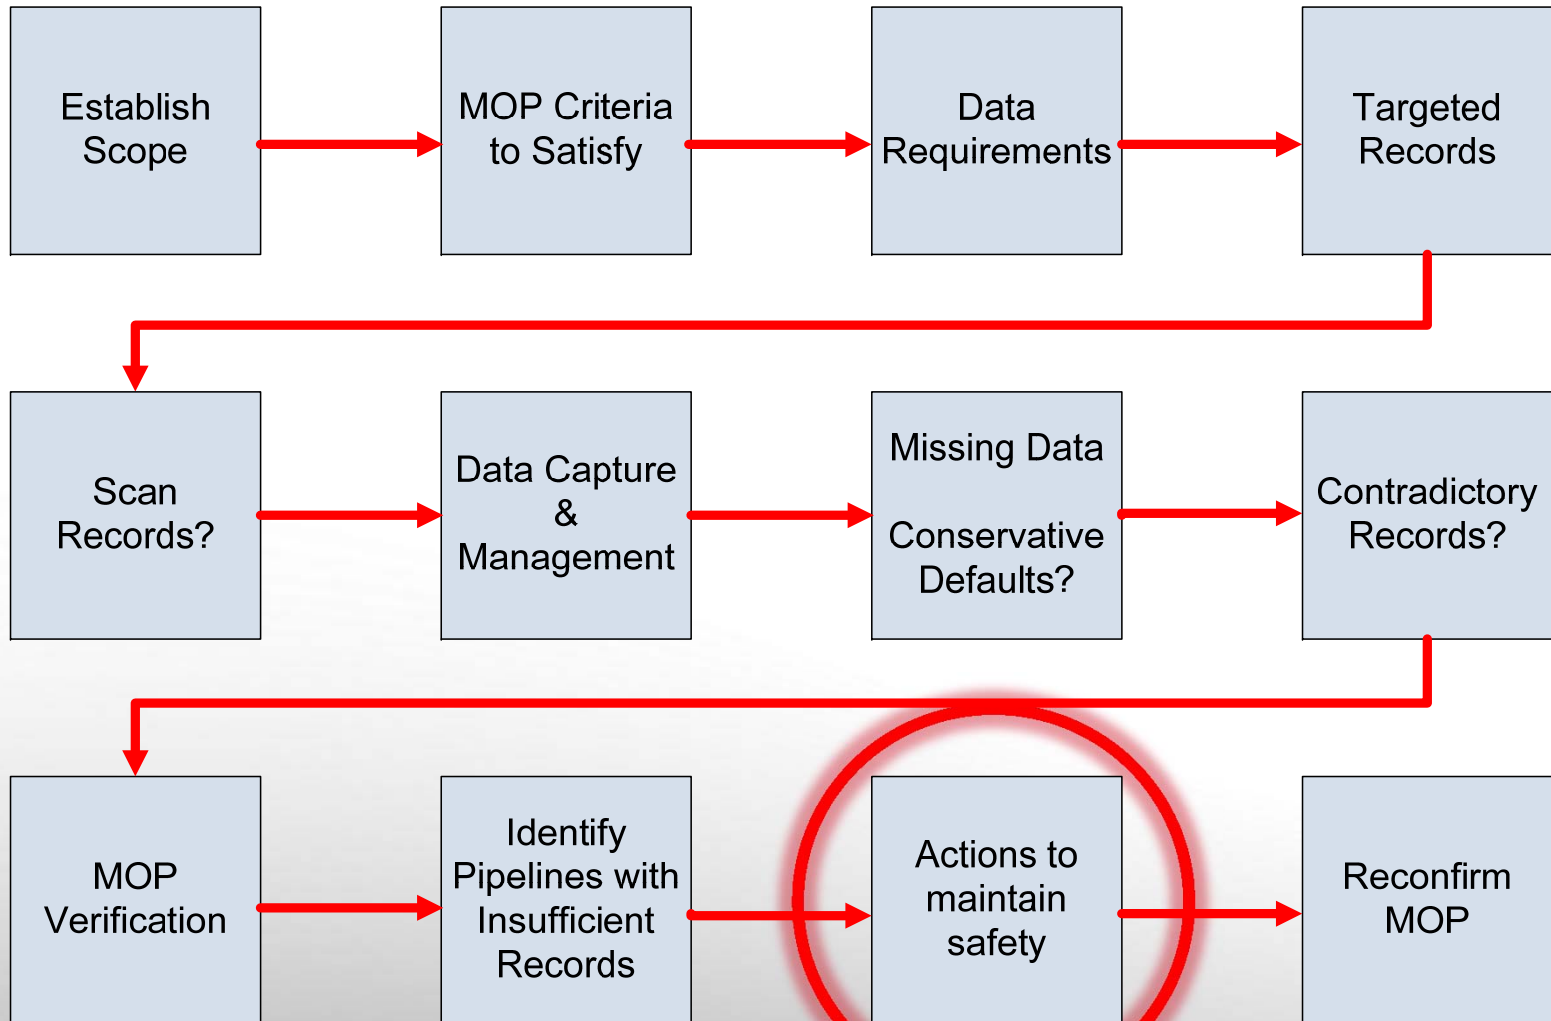 Establish
Scope
MOP Criteria
to Satisfy
Data
Requirements
Targeted
Records
Scan
Records?
Data Capture
&
Management
Missing Data
Conservative
Defaults?
Contradictory
Records?
MOP
Verification
Identify
Pipelines with
Insufficient
Records
Actions to
maintain
safety
Reconfirm
MOP